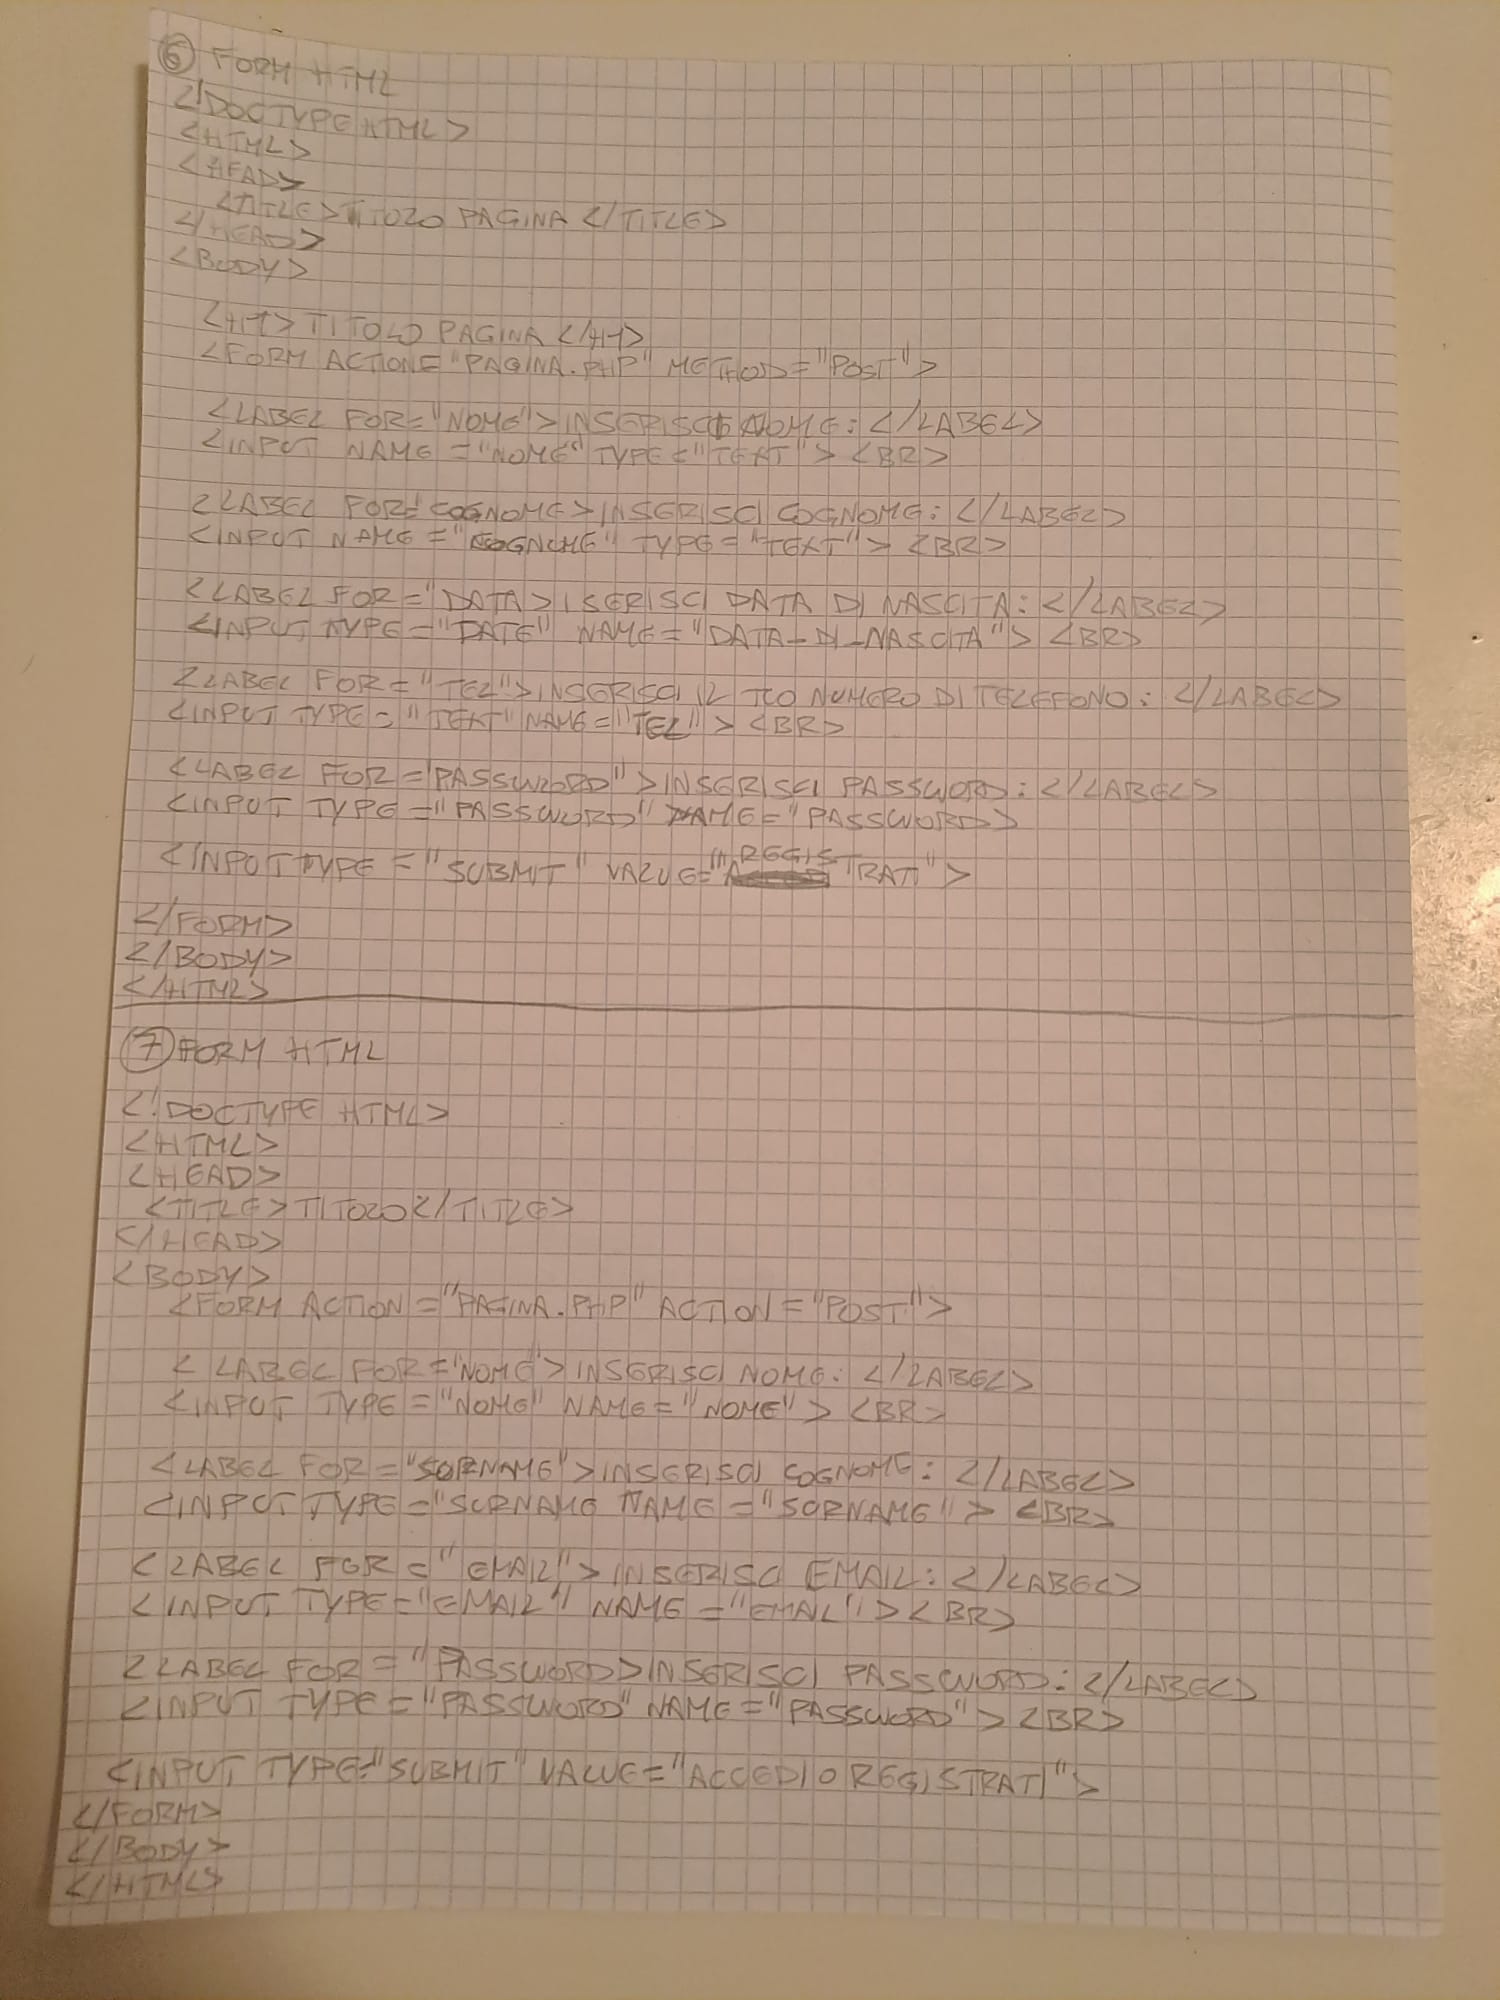 6 FORM HTML
<!DOCTYPE HTML>
<HTML>
<HEAD>
<TITLE>TITOLO PAGINA </TITLE>
</HEAD>
<BODY>
<H1> TITOLO PAGINA </H1>
<FORM ACTION="PAGINA.PHP" METHOD="POST">
<LABEL FOR="NOME">INSERISCI NOME: </LABEL>
<INPUT NAME ="NOME" TYPE="TEXT"> <BR>
<LABEL FOR=COGNOME>INSERISCI COGNOME: </LABEL>
<INPUT NAME ="COGNOME" TYPE="TEXT"> <BR>
<LABEL FOR="DATA>ISERISCI DATA DI NASCITA: </LABEL>
<INPUT TYPE="DATE" NAME="DATA-DI-NASCITA"> <BR>
<LABEL FOR="TEL">INSERISCI IL TUO NUMERO DI TELEFONO: </LABEL>
<INPUT TYPE="TEXT" NAME="TEL"> <BR>
<LABEL FOR="PASSWORD">INSERISCI PASSWORD: </LABEL>
<INPUT TYPE="PASSWORD" NAME="PASSWORD>
<INPUT TYPE="SUBMIT" VALUE="REGISTRATI">
</FORM>
</BODY>
</HTML>
7 FORM HTML
<!DOCTYPE HTML>
<HTML>
<HEAD>
<TITLE>TITOLO</TITLE>
</HEAD>
<BODY>
<FORM ACTION="PAGINA.PHP" ACTION="POST">
<LABEL FOR="NOME>INSERISCI NOME: </LABEL>
<INPUT TYPE="NOME" NAME="NOME"> <BR>
<LABEL FOR="SURNAME">INSERISCI COGNOME: </LABEL>
<INPUT TYPE="SURNAME NAME="SURNAME"> <BR>
<LABEL FOR="EMAIL">INSERISCI EMAIL: </LABEL>
<INPUT TYPE="EMAIL" NAME="EMAIL"> <BR>
<LABEL FOR="PASSWORD>INSERISCI PASSWORD: </LABEL>
<INPUT TYPE="PASSWORD" NAME="PASSWORD"> <BR>
<INPUT TYPE="SUBMIT" VALUE="ACCEDI O REGISTRATI">
</FORM>
</BODY>
</HTML>